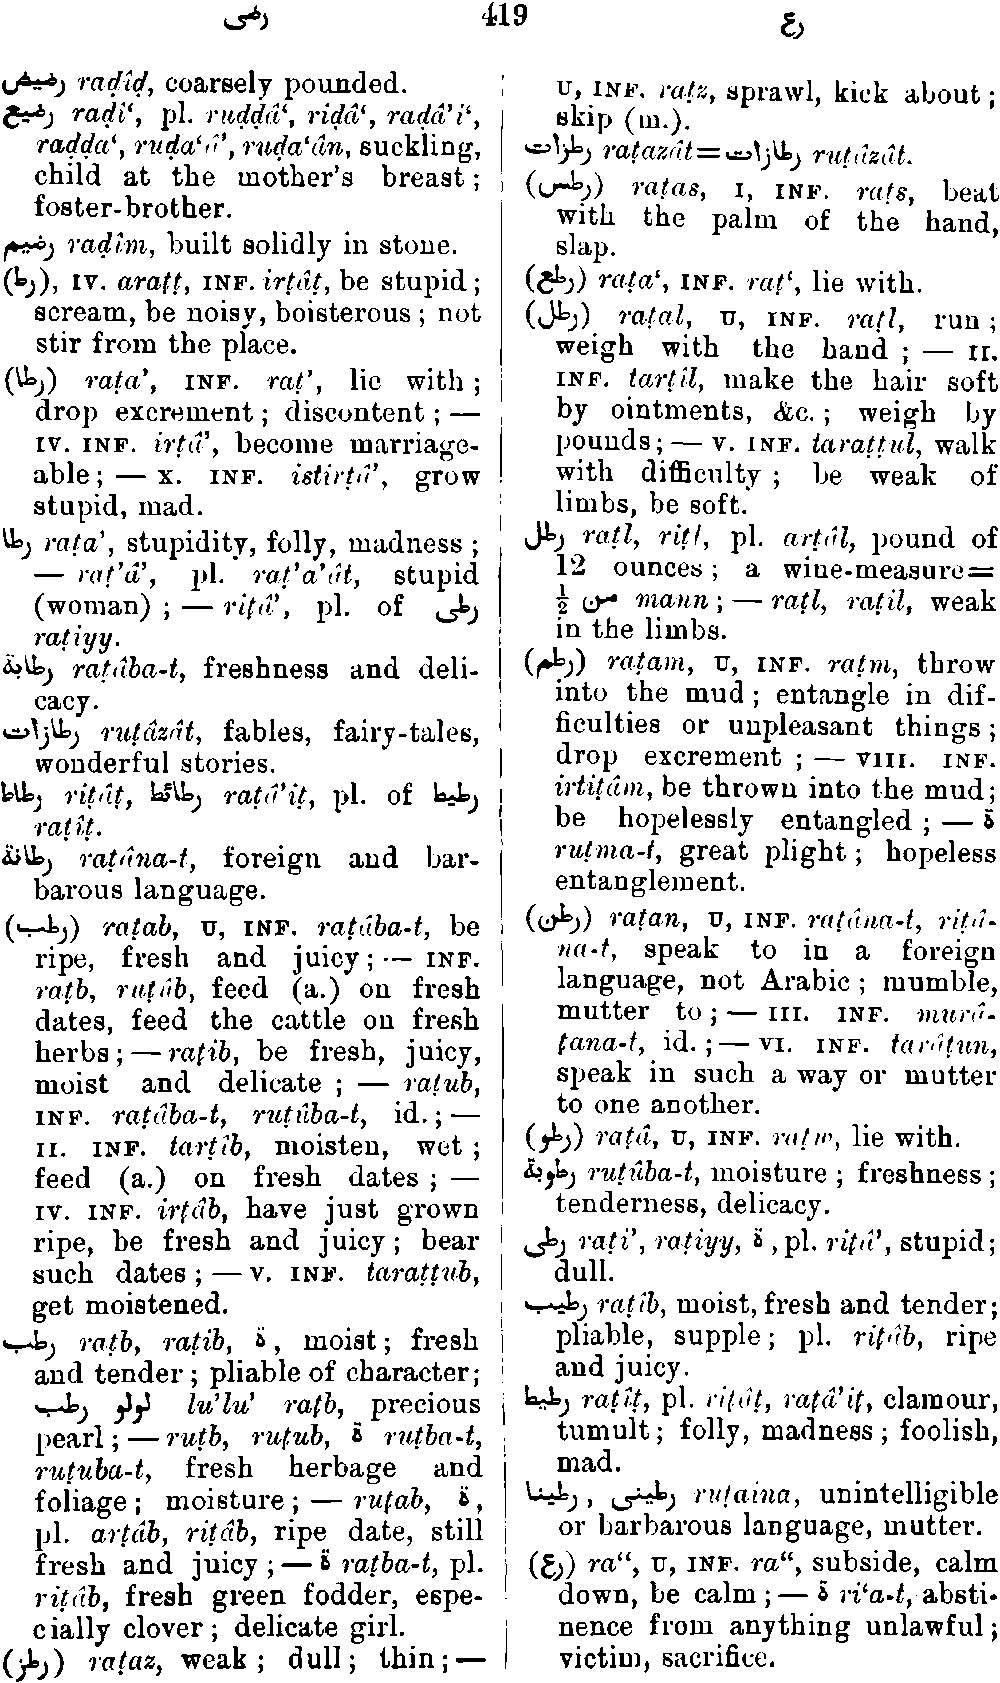 رضى 419 رع
رضيض raḍîḍ, coarsely pounded.
رضيع raḍî‘, pl. ruḍḍâ‘, riḍâ‘, raḍâ’i‘,
raḍḍa‘, ruḍa‘â’, ruḍa‘ân, suckling,
child at the mother's breast;
foster-brother.
رضيم raḍîm, built solidly in stone.
(رط), IV. araṭṭ, INF. irṭâṭ, be stupid;
scream, be noisy, boisterous; not
stir from the place.
(رطا) raṭa’, INF. raṭ’, lie with;
drop excrement; discontent; —
IV. INF. irṭâ’, become marriage-
able; — X. INF. istirṭâ’, grow
stupid, mad.
رطا raṭa’, stupidity, folly, madness;
— raṭ’â’, pl. raṭ’a’ât, stupid
(woman); — riṭâ’, pl. of رطى
raṭiyy.
رطابة raṭâba-t, freshness and deli-
cacy.
رطازات ruṭâzât, fables, fairy-tales,
wonderful stories.
رطاط riṭâṭ, رطائط raṭâ’iṭ, pl. of رطيط
raṭîṭ.
رطانة raṭâna-t, foreign and bar-
barous language.
(رطب) raṭab, U, INF. raṭâba-t, be
ripe, fresh and juicy; — INF.
raṭb, ruṭûb, feed (a.) on fresh
dates, feed the cattle on fresh
herbs; — raṭib, be fresh, juicy,
moist and delicate; — raṭub,
INF. raṭâba-t, ruṭûba-t, id.; —
II. INF. tarṭîb, moisten, wet;
feed (a.) on fresh dates; —
IV. INF. irṭâb, have just grown
ripe, be fresh and juicy; bear
such dates; — V. INF. taraṭṭub,
get moistened.
رطب raṭb, raṭîb, ة, moist; fresh
and tender; pliable of character;
لولو رطب lu’lu’ raṭb, precious
pearl; — ruṭb, ruṭub, ة ruṭba-t,
ruṭuba-t, fresh herbage and
foliage; moisture; — ruṭab, ة,
pl. arṭâb, riṭâb, ripe date, still
fresh and juicy; — ة raṭba-t, pl.
riṭâb, fresh green fodder, espe-
cially clover; delicate girl.
(رطز) raṭaz, weak; dull; thin; —
U, INF. raṭz, sprawl, kick about;
skip (m.).
رطزات raṭazât = رطازات ruṭâzât.
(رطس) raṭas, I, INF. raṭs, beat
with the palm of the hand,
slap.
(رطع) raṭa‘, INF. raṭ‘, lie with.
(رطل) raṭal, U, INF. raṭl, run;
weigh with the hand; — II.
INF. tarṭîl, make the hair soft
by ointments, &c.; weigh by
pounds; — V. INF. taraṭṭul, walk
with difficulty; be weak of
limbs, be soft.
رطل raṭl, riṭl, pl. arṭâl, pound of
12 ounces; a wine-measure =
½ من mann; — raṭl, raṭil, weak
in the limbs.
(رطم) raṭam, U, INF. raṭm, throw
into the mud; entangle in dif-
ficulties or unpleasant things;
drop excrement; — VIII. INF.
irtiṭâm, be thrown into the mud;
be hopelessly entangled; — ة
ruṭma-t, great plight; hopeless
entanglement.
(رطن) raṭan, U, INF. raṭâna-t, riṭâ-
na-t, speak to in a foreign
language, not Arabic; mumble,
mutter to; — III. INF. murâ-
ṭana-t, id.; — VI. INF. tarâṭun,
speak in such a way or mutter
to one another.
(رطو) raṭâ, U, INF. raṭw, lie with.
رطوبة ruṭûba-t, moisture; freshness;
tenderness, delicacy.
رطى raṭî’, raṭiyy, ة, pl. riṭâ’, stupid;
dull.
رطيب raṭîb, moist, fresh and tender;
pliable, supple; pl. riṭâb, ripe
and juicy.
رطيط raṭîṭ, pl. riṭâṭ, raṭâ’iṭ, clamour,
tumult; folly, madness; foolish,
mad.
رطينا, رطينى ruṭaina, unintelligible
or barbarous language, mutter.
(رع) ra‘‘, U, INF. ra‘‘, subside, calm
down, be calm; — ة ri‘a-t, absti-
nence from anything unlawful;
victim, sacrifice.